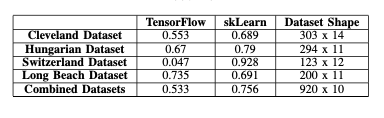 TensorFlow skLearn Dataset Shape
Cleveland Dataset 0.553 0.689 303 x 14
Hungarian Dataset 0.67 0.79 294 x 11
Switzerland Dataset 0.047 0.928 123 x 12
Long Beach Dataset 0.735 0.691 200 x 11
Combined Datasets 0.533 0.756 920 x 10